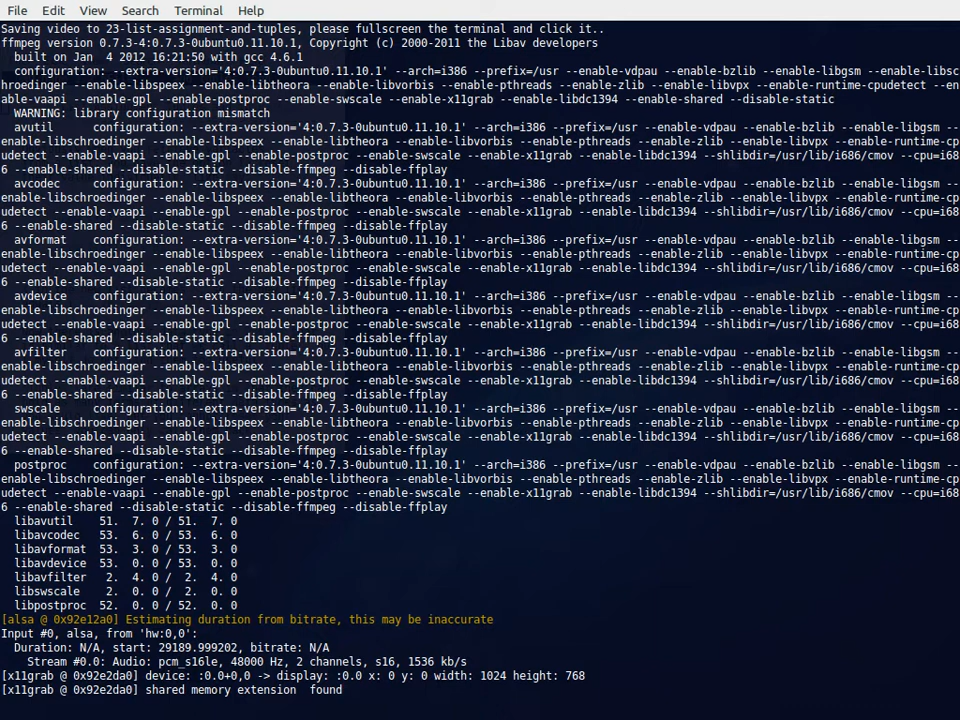 File Edit View Search Terminal Help
Saving video to 23-list-assignment-and-tuples, please fullscreen the terminal and click it..
ffmpeg version 0.7.3-4:0.7.3-0ubuntu0.11.10.1, Copyright (c) 2000-2011 the Libav developers
  built on Jan  4 2012 16:21:50 with gcc 4.6.1
  configuration: --extra-version='4:0.7.3-0ubuntu0.11.10.1' --arch=i386 --prefix=/usr --enable-vdpau --enable-bzlib --enable-libgsm --enable-libsc
hroedinger --enable-libspeex --enable-libtheora --enable-libvorbis --enable-pthreads --enable-zlib --enable-libvpx --enable-runtime-cpudetect --en
able-vaapi --enable-gpl --enable-postproc --enable-swscale --enable-x11grab --enable-libdc1394 --enable-shared --disable-static
  WARNING: library configuration mismatch
  avutil      configuration: --extra-version='4:0.7.3-0ubuntu0.11.10.1' --arch=i386 --prefix=/usr --enable-vdpau --enable-bzlib --enable-libgsm --
enable-libschroedinger --enable-libspeex --enable-libtheora --enable-libvorbis --enable-pthreads --enable-zlib --enable-libvpx --enable-runtime-cp
udetect --enable-vaapi --enable-gpl --enable-postproc --enable-swscale --enable-x11grab --enable-libdc1394 --shlibdir=/usr/lib/i686/cmov --cpu=i68
6 --enable-shared --disable-static --disable-ffmpeg --disable-ffplay
  avcodec     configuration: --extra-version='4:0.7.3-0ubuntu0.11.10.1' --arch=i386 --prefix=/usr --enable-vdpau --enable-bzlib --enable-libgsm --
enable-libschroedinger --enable-libspeex --enable-libtheora --enable-libvorbis --enable-pthreads --enable-zlib --enable-libvpx --enable-runtime-cp
udetect --enable-vaapi --enable-gpl --enable-postproc --enable-swscale --enable-x11grab --enable-libdc1394 --shlibdir=/usr/lib/i686/cmov --cpu=i68
6 --enable-shared --disable-static --disable-ffmpeg --disable-ffplay
  avformat    configuration: --extra-version='4:0.7.3-0ubuntu0.11.10.1' --arch=i386 --prefix=/usr --enable-vdpau --enable-bzlib --enable-libgsm --
enable-libschroedinger --enable-libspeex --enable-libtheora --enable-libvorbis --enable-pthreads --enable-zlib --enable-libvpx --enable-runtime-cp
udetect --enable-vaapi --enable-gpl --enable-postproc --enable-swscale --enable-x11grab --enable-libdc1394 --shlibdir=/usr/lib/i686/cmov --cpu=i68
6 --enable-shared --disable-static --disable-ffmpeg --disable-ffplay
  avdevice    configuration: --extra-version='4:0.7.3-0ubuntu0.11.10.1' --arch=i386 --prefix=/usr --enable-vdpau --enable-bzlib --enable-libgsm --
enable-libschroedinger --enable-libspeex --enable-libtheora --enable-libvorbis --enable-pthreads --enable-zlib --enable-libvpx --enable-runtime-cp
udetect --enable-vaapi --enable-gpl --enable-postproc --enable-swscale --enable-x11grab --enable-libdc1394 --shlibdir=/usr/lib/i686/cmov --cpu=i68
6 --enable-shared --disable-static --disable-ffmpeg --disable-ffplay
  avfilter    configuration: --extra-version='4:0.7.3-0ubuntu0.11.10.1' --arch=i386 --prefix=/usr --enable-vdpau --enable-bzlib --enable-libgsm --
enable-libschroedinger --enable-libspeex --enable-libtheora --enable-libvorbis --enable-pthreads --enable-zlib --enable-libvpx --enable-runtime-cp
udetect --enable-vaapi --enable-gpl --enable-postproc --enable-swscale --enable-x11grab --enable-libdc1394 --shlibdir=/usr/lib/i686/cmov --cpu=i68
6 --enable-shared --disable-static --disable-ffmpeg --disable-ffplay
  swscale     configuration: --extra-version='4:0.7.3-0ubuntu0.11.10.1' --arch=i386 --prefix=/usr --enable-vdpau --enable-bzlib --enable-libgsm --
enable-libschroedinger --enable-libspeex --enable-libtheora --enable-libvorbis --enable-pthreads --enable-zlib --enable-libvpx --enable-runtime-cp
udetect --enable-vaapi --enable-gpl --enable-postproc --enable-swscale --enable-x11grab --enable-libdc1394 --shlibdir=/usr/lib/i686/cmov --cpu=i68
6 --enable-shared --disable-static --disable-ffmpeg --disable-ffplay
  postproc    configuration: --extra-version='4:0.7.3-0ubuntu0.11.10.1' --arch=i386 --prefix=/usr --enable-vdpau --enable-bzlib --enable-libgsm --
enable-libschroedinger --enable-libspeex --enable-libtheora --enable-libvorbis --enable-pthreads --enable-zlib --enable-libvpx --enable-runtime-cp
udetect --enable-vaapi --enable-gpl --enable-postproc --enable-swscale --enable-x11grab --enable-libdc1394 --shlibdir=/usr/lib/i686/cmov --cpu=i68
6 --enable-shared --disable-static --disable-ffmpeg --disable-ffplay
  libavutil    51.  7. 0 / 51.  7. 0
  libavcodec   53.  6. 0 / 53.  6. 0
  libavformat  53.  3. 0 / 53.  3. 0
  libavdevice  53.  0. 0 / 53.  0. 0
  libavfilter   2.  4. 0 /  2.  4. 0
  libswscale    2.  0. 0 /  2.  0. 0
  libpostproc  52.  0. 0 / 52.  0. 0
[alsa @ 0x92e12a0] Estimating duration from bitrate, this may be inaccurate
Input #0, alsa, from 'hw:0,0':
  Duration: N/A, start: 29189.999202, bitrate: N/A
    Stream #0.0: Audio: pcm_s16le, 48000 Hz, 2 channels, s16, 1536 kb/s
[x11grab @ 0x92e2da0] device: :0.0+0,0 -> display: :0.0 x: 0 y: 0 width: 1024 height: 768
[x11grab @ 0x92e2da0] shared memory extension  found